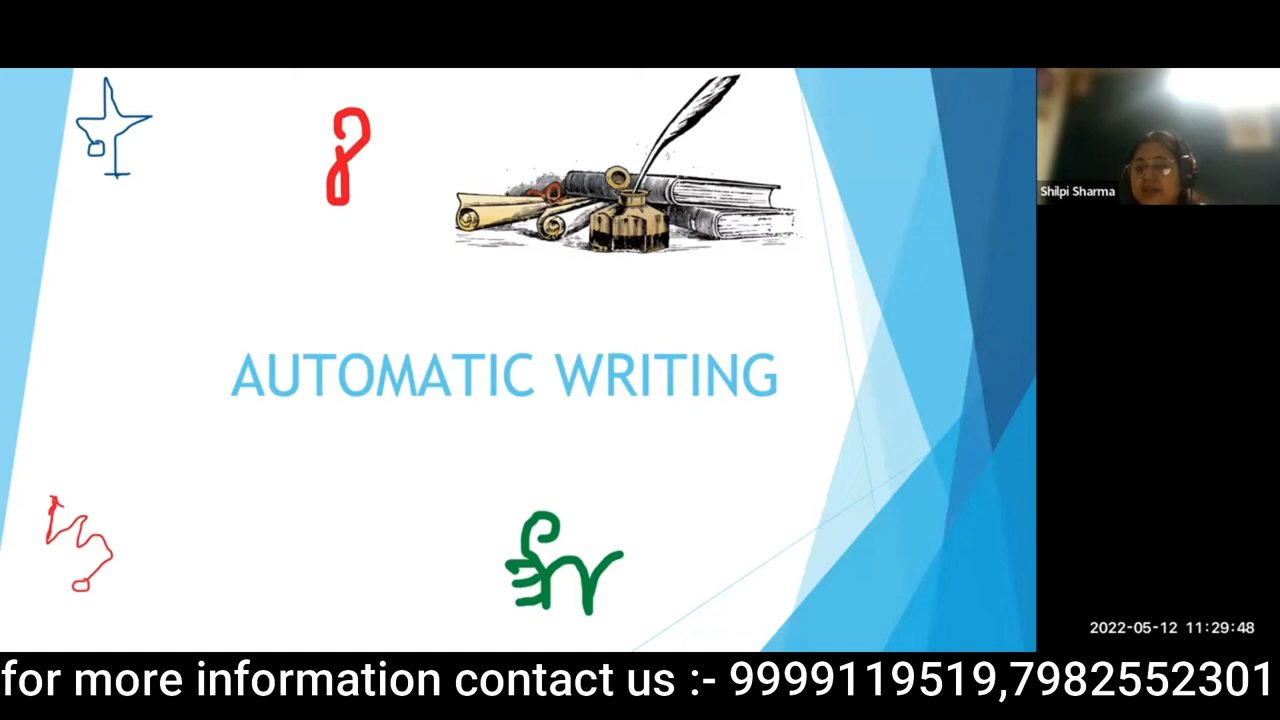 Shilpi Sharma
AUTOMATIC WRITING
2022-05-12 11:29:48
for more information contact us :- 9999119519,7982552301